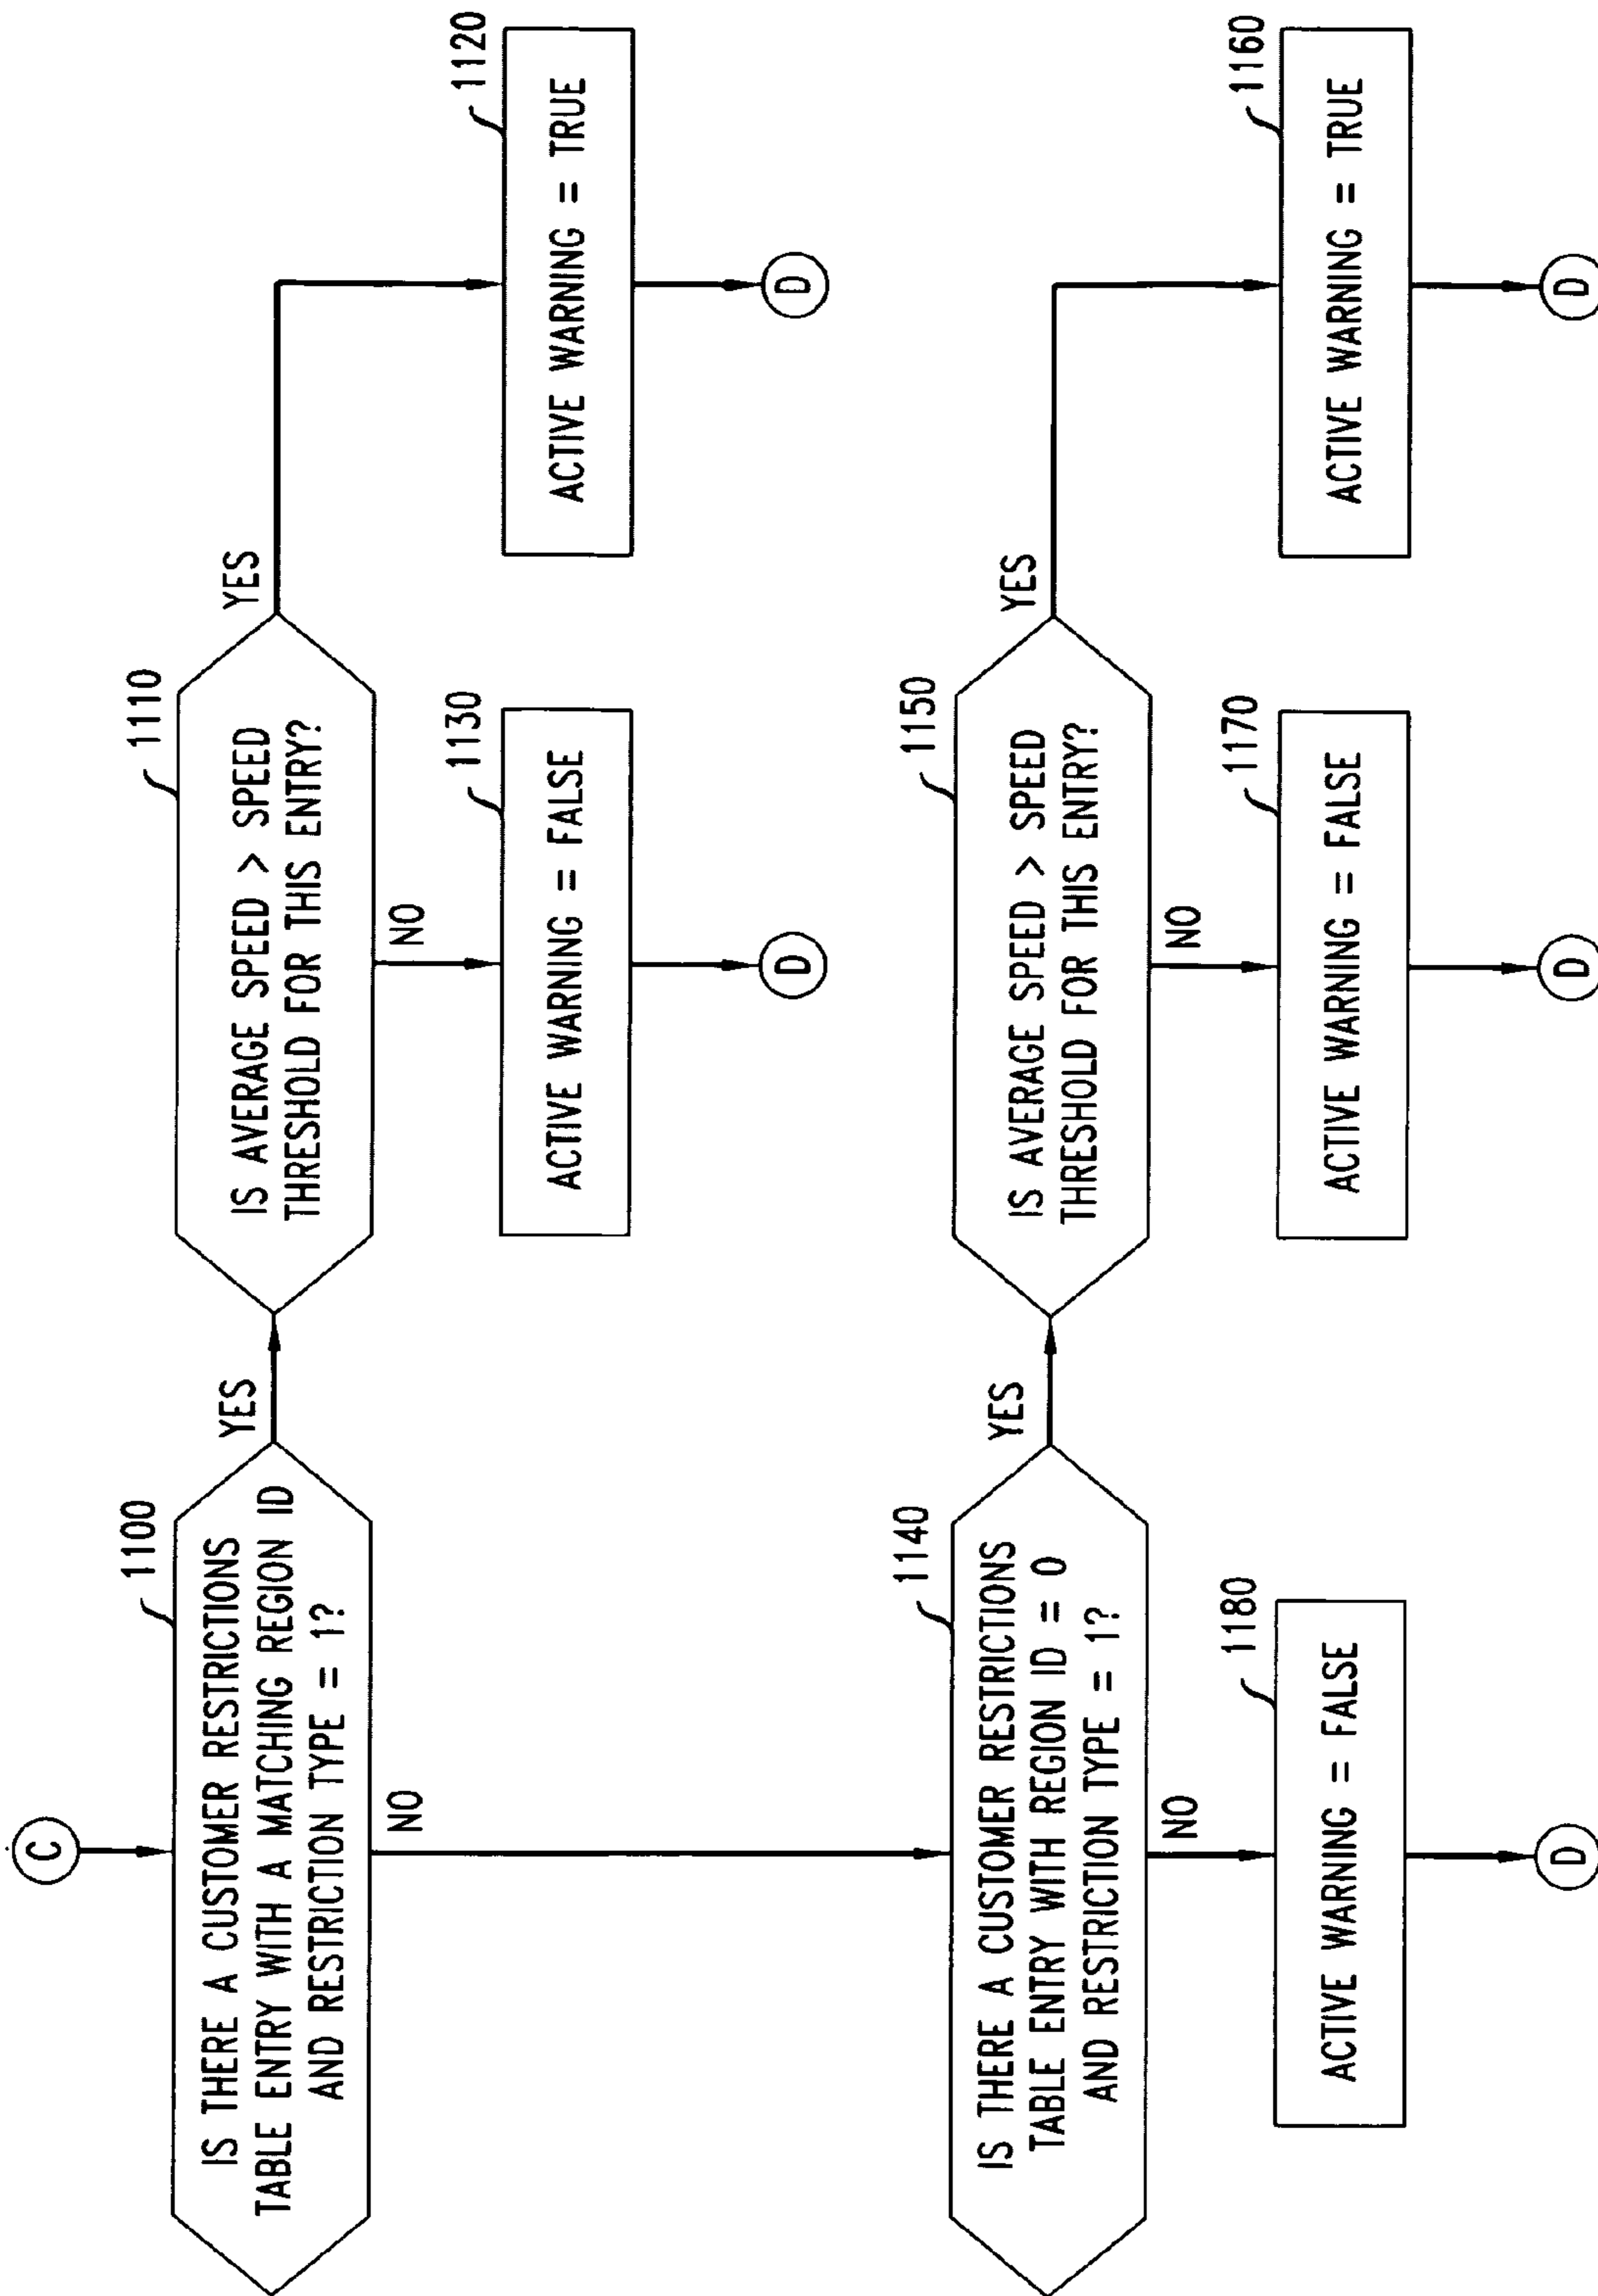 C
1100
IS THERE A CUSTOMER RESTRICTIONS
TABLE ENTRY WITH A MATCHING REGION ID
AND RESTRICTION TYPE = 1?
YES
NO
1110
IS AVERAGE SPEED > SPEED
THRESHOLD FOR THIS ENTRY?
YES
NO
1120
ACTIVE WARNING = TRUE
D
1130
ACTIVE WARNING = FALSE
D
1140
IS THERE A CUSTOMER RESTRICTIONS
TABLE ENTRY WITH REGION ID = 0
AND RESTRICTION TYPE = 1?
YES
NO
1150
IS AVERAGE SPEED > SPEED
THRESHOLD FOR THIS ENTRY?
YES
NO
1160
ACTIVE WARNING = TRUE
D
1170
ACTIVE WARNING = FALSE
D
1180
ACTIVE WARNING = FALSE
D